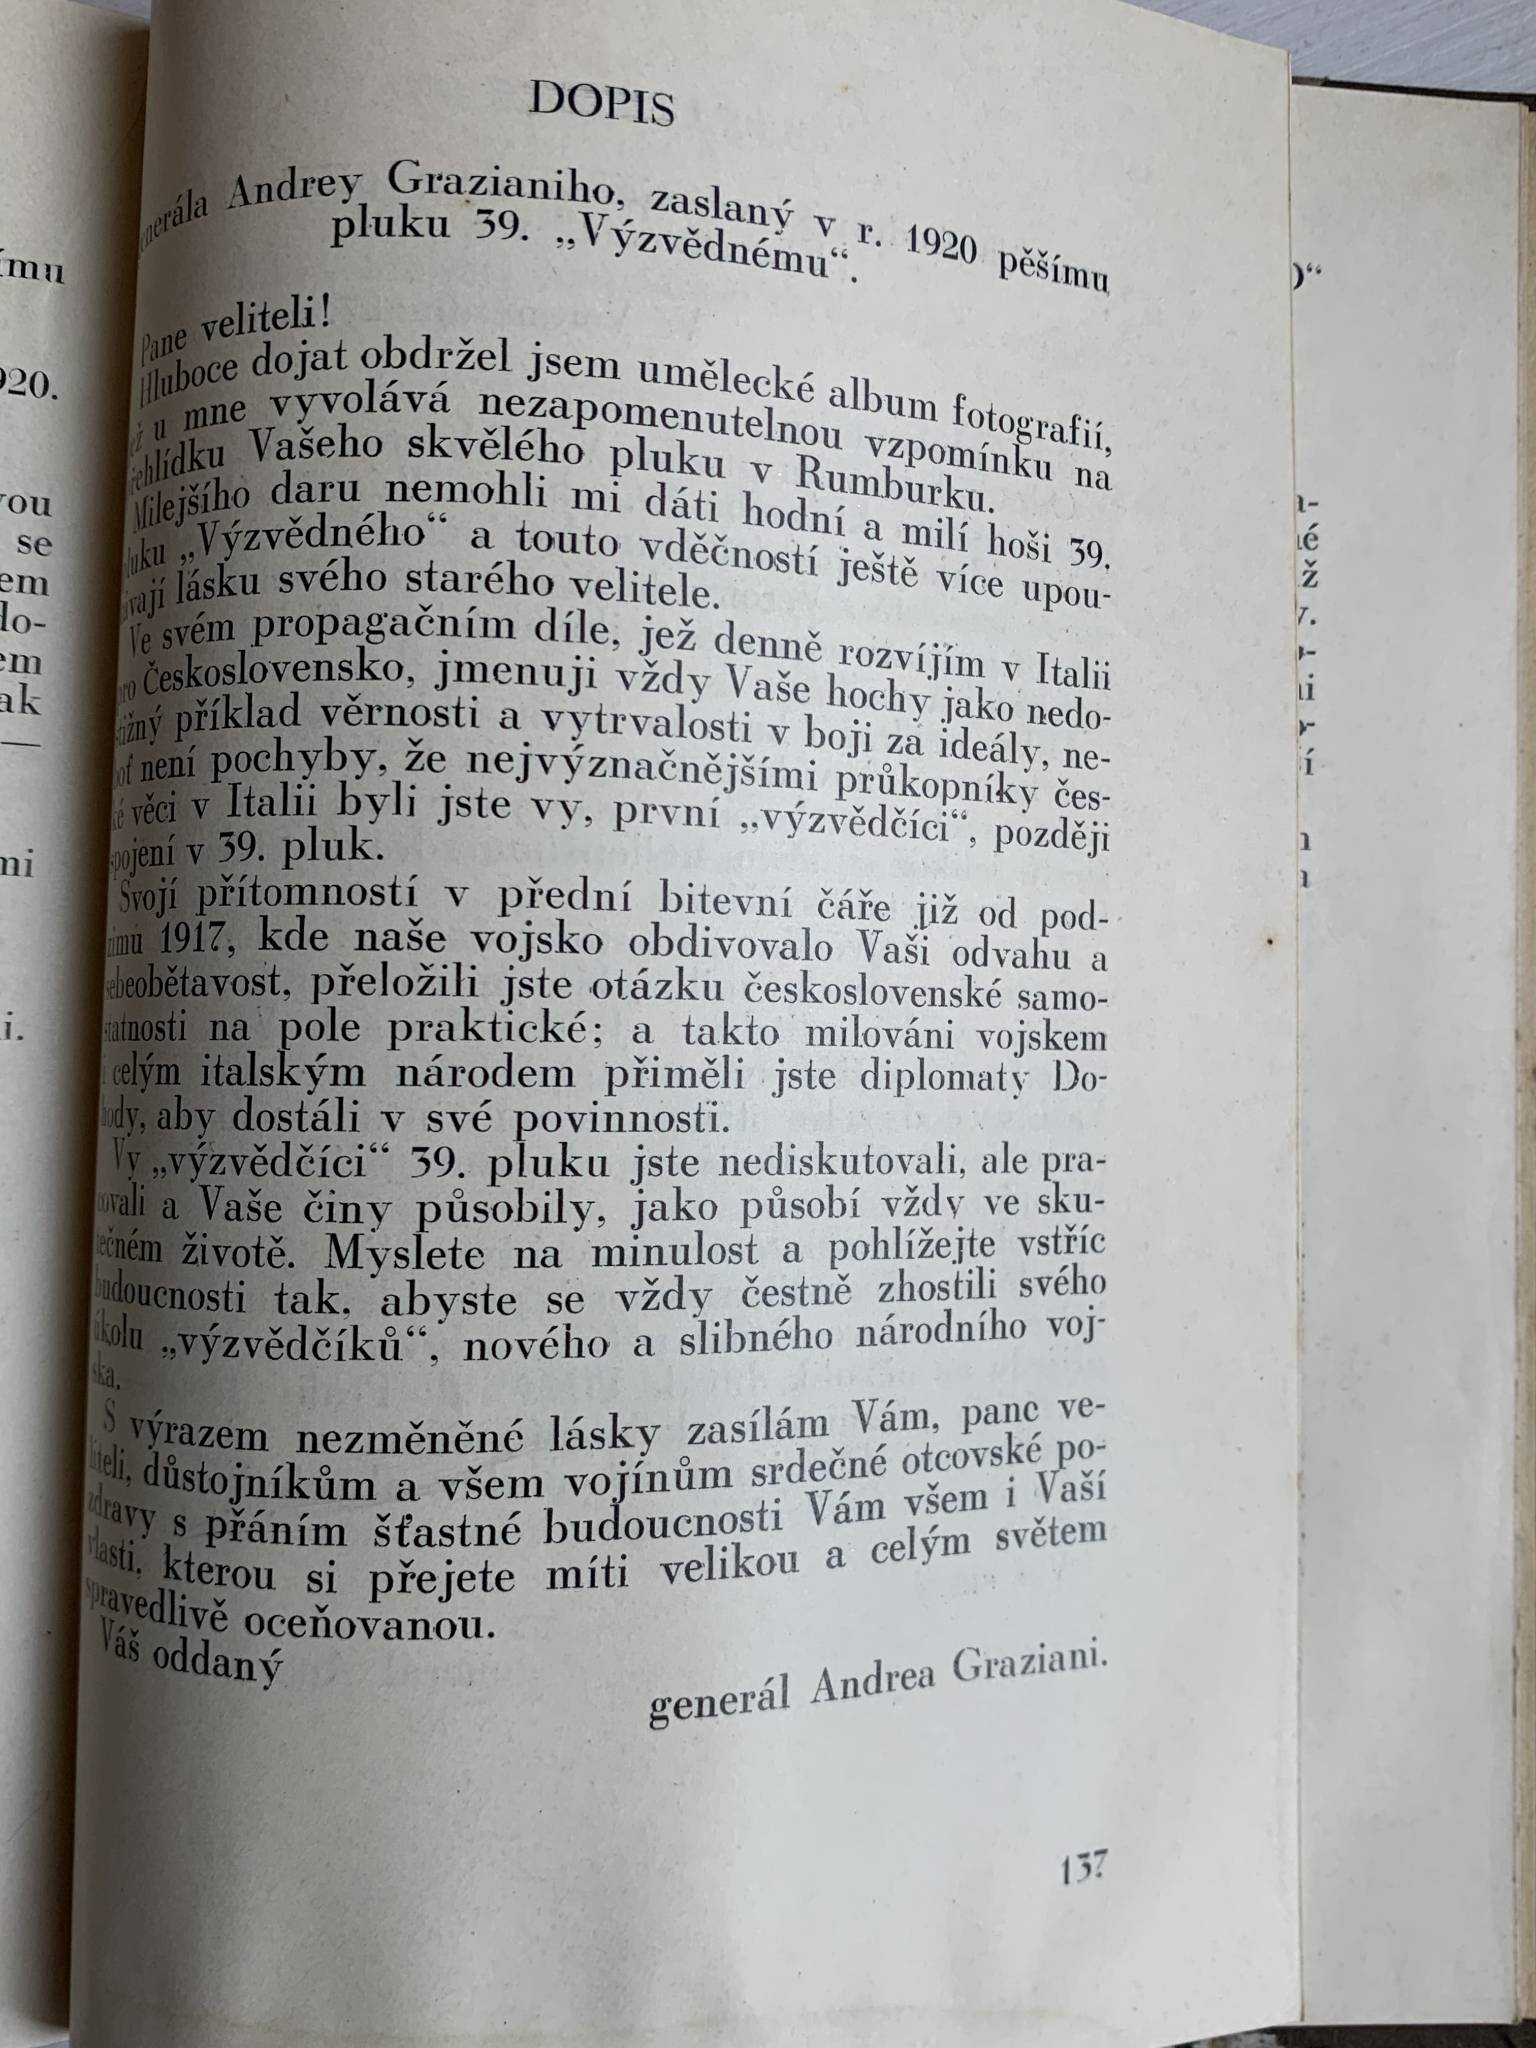 DOPIS
generála Andrey Grazianiho, zaslaný v r. 1920 pěšímu
pluku 39. „Výzvědnému“.
Pane veliteli!
Hluboce dojat obdržel jsem umělecké album fotografií,
jež u mne vyvolává nezapomenutelnou vzpomínku na
přehlídku Vašeho skvělého pluku v Rumburku.
Milejšího daru nemohli mi dáti hodní a milí hoši 39.
pluku „Výzvědného“ a touto vděčností ještě více upou-
távají lásku svého starého velitele.
Ve svém propagačním díle, jež denně rozvíjím v Italii
pro Československo, jmenuji vždy Vaše hochy jako nedo-
stižný příklad věrnosti a vytrvalosti v boji za ideály, ne-
boť není pochyby, že nejvýznačnějšími průkopníky čes-
ké věci v Italii byli jste vy, první „výzvědčíci“, později
spojení v 39. pluk.
Svojí přítomností v přední bitevní čáře již od pod-
zimu 1917, kde naše vojsko obdivovalo Vaši odvahu a
sebeobětavost, přeložili jste otázku československé samo-
statnosti na pole praktické; a takto milováni vojskem
i celým italským národem přiměli jste diplomaty Do-
hody, aby dostáli v své povinnosti.
Vy „výzvědčíci“ 39. pluku jste nediskutovali, ale pra-
covali a Vaše činy působily, jako působí vždy ve sku-
tečném životě. Myslete na minulost a pohlížejte vstříc
budoucnosti tak, abyste se vždy čestně zhostili svého
úkolu „výzvědčíků“, nového a slibného národního voj-
ska.
S výrazem nezměněné lásky zasílám Vám, pane ve-
liteli, důstojníkům a všem vojínům srdečné otcovské po-
zdravy s přáním šťastné budoucnosti Vám všem i Vaší
vlasti, kterou si přejete míti velikou a celým světem
spravedlivě oceňovanou.
Váš oddaný
generál Andrea Graziani.
137